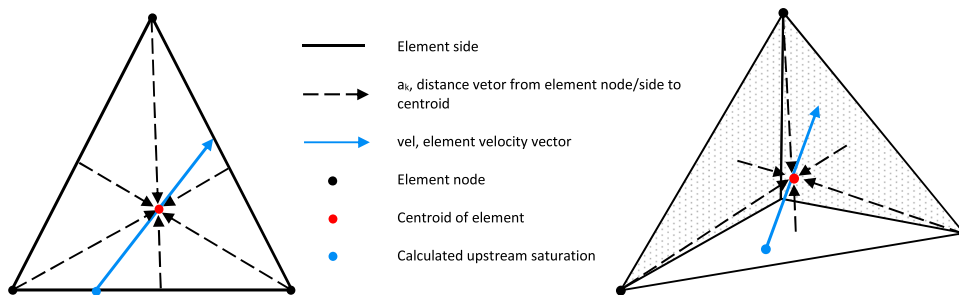 Element side
aₖ, distance vetor from element node/side to
centroid
vel, element velocity vector
Element node
Centroid of element
Calculated upstream saturation